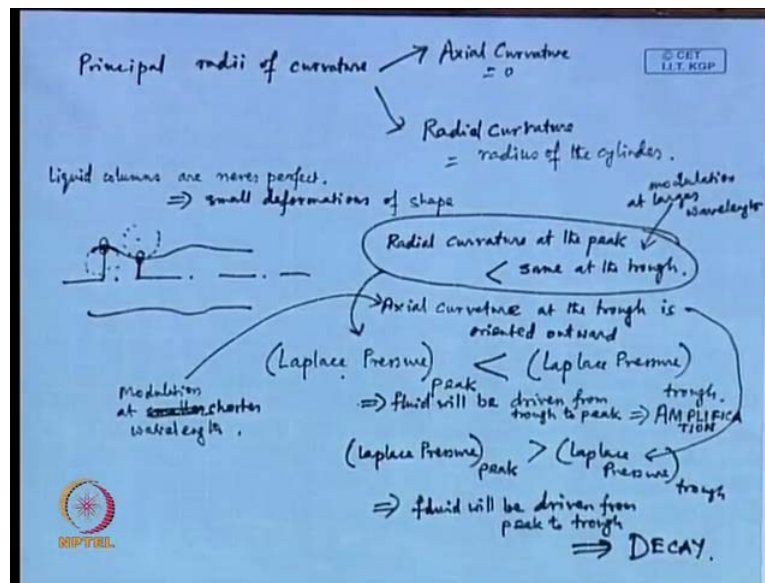 Principal radii of curvature
Axial Curvature
= 0
© CET
I.I.T. KGP
Radial Curvature
= radius of the cylinder.
Liquid columns are never perfect.
⇒ small deformations of shape
modulation
at larger
wavelength
Radial curvature at the peak
< same at the trough.
Axial curvature at the trough is
oriented outward
(Laplace Pressure)peak < (Laplace Pressure)trough.
Modulation
at shorter
wavelength.
⇒ fluid will be driven from
trough to peak ⇒ AMPLIFICA
TION
(Laplace Pressure)peak > (Laplace
Pressure)trough
⇒ fluid will be driven from
peak to trough
⇒ DECAY.
NPTEL